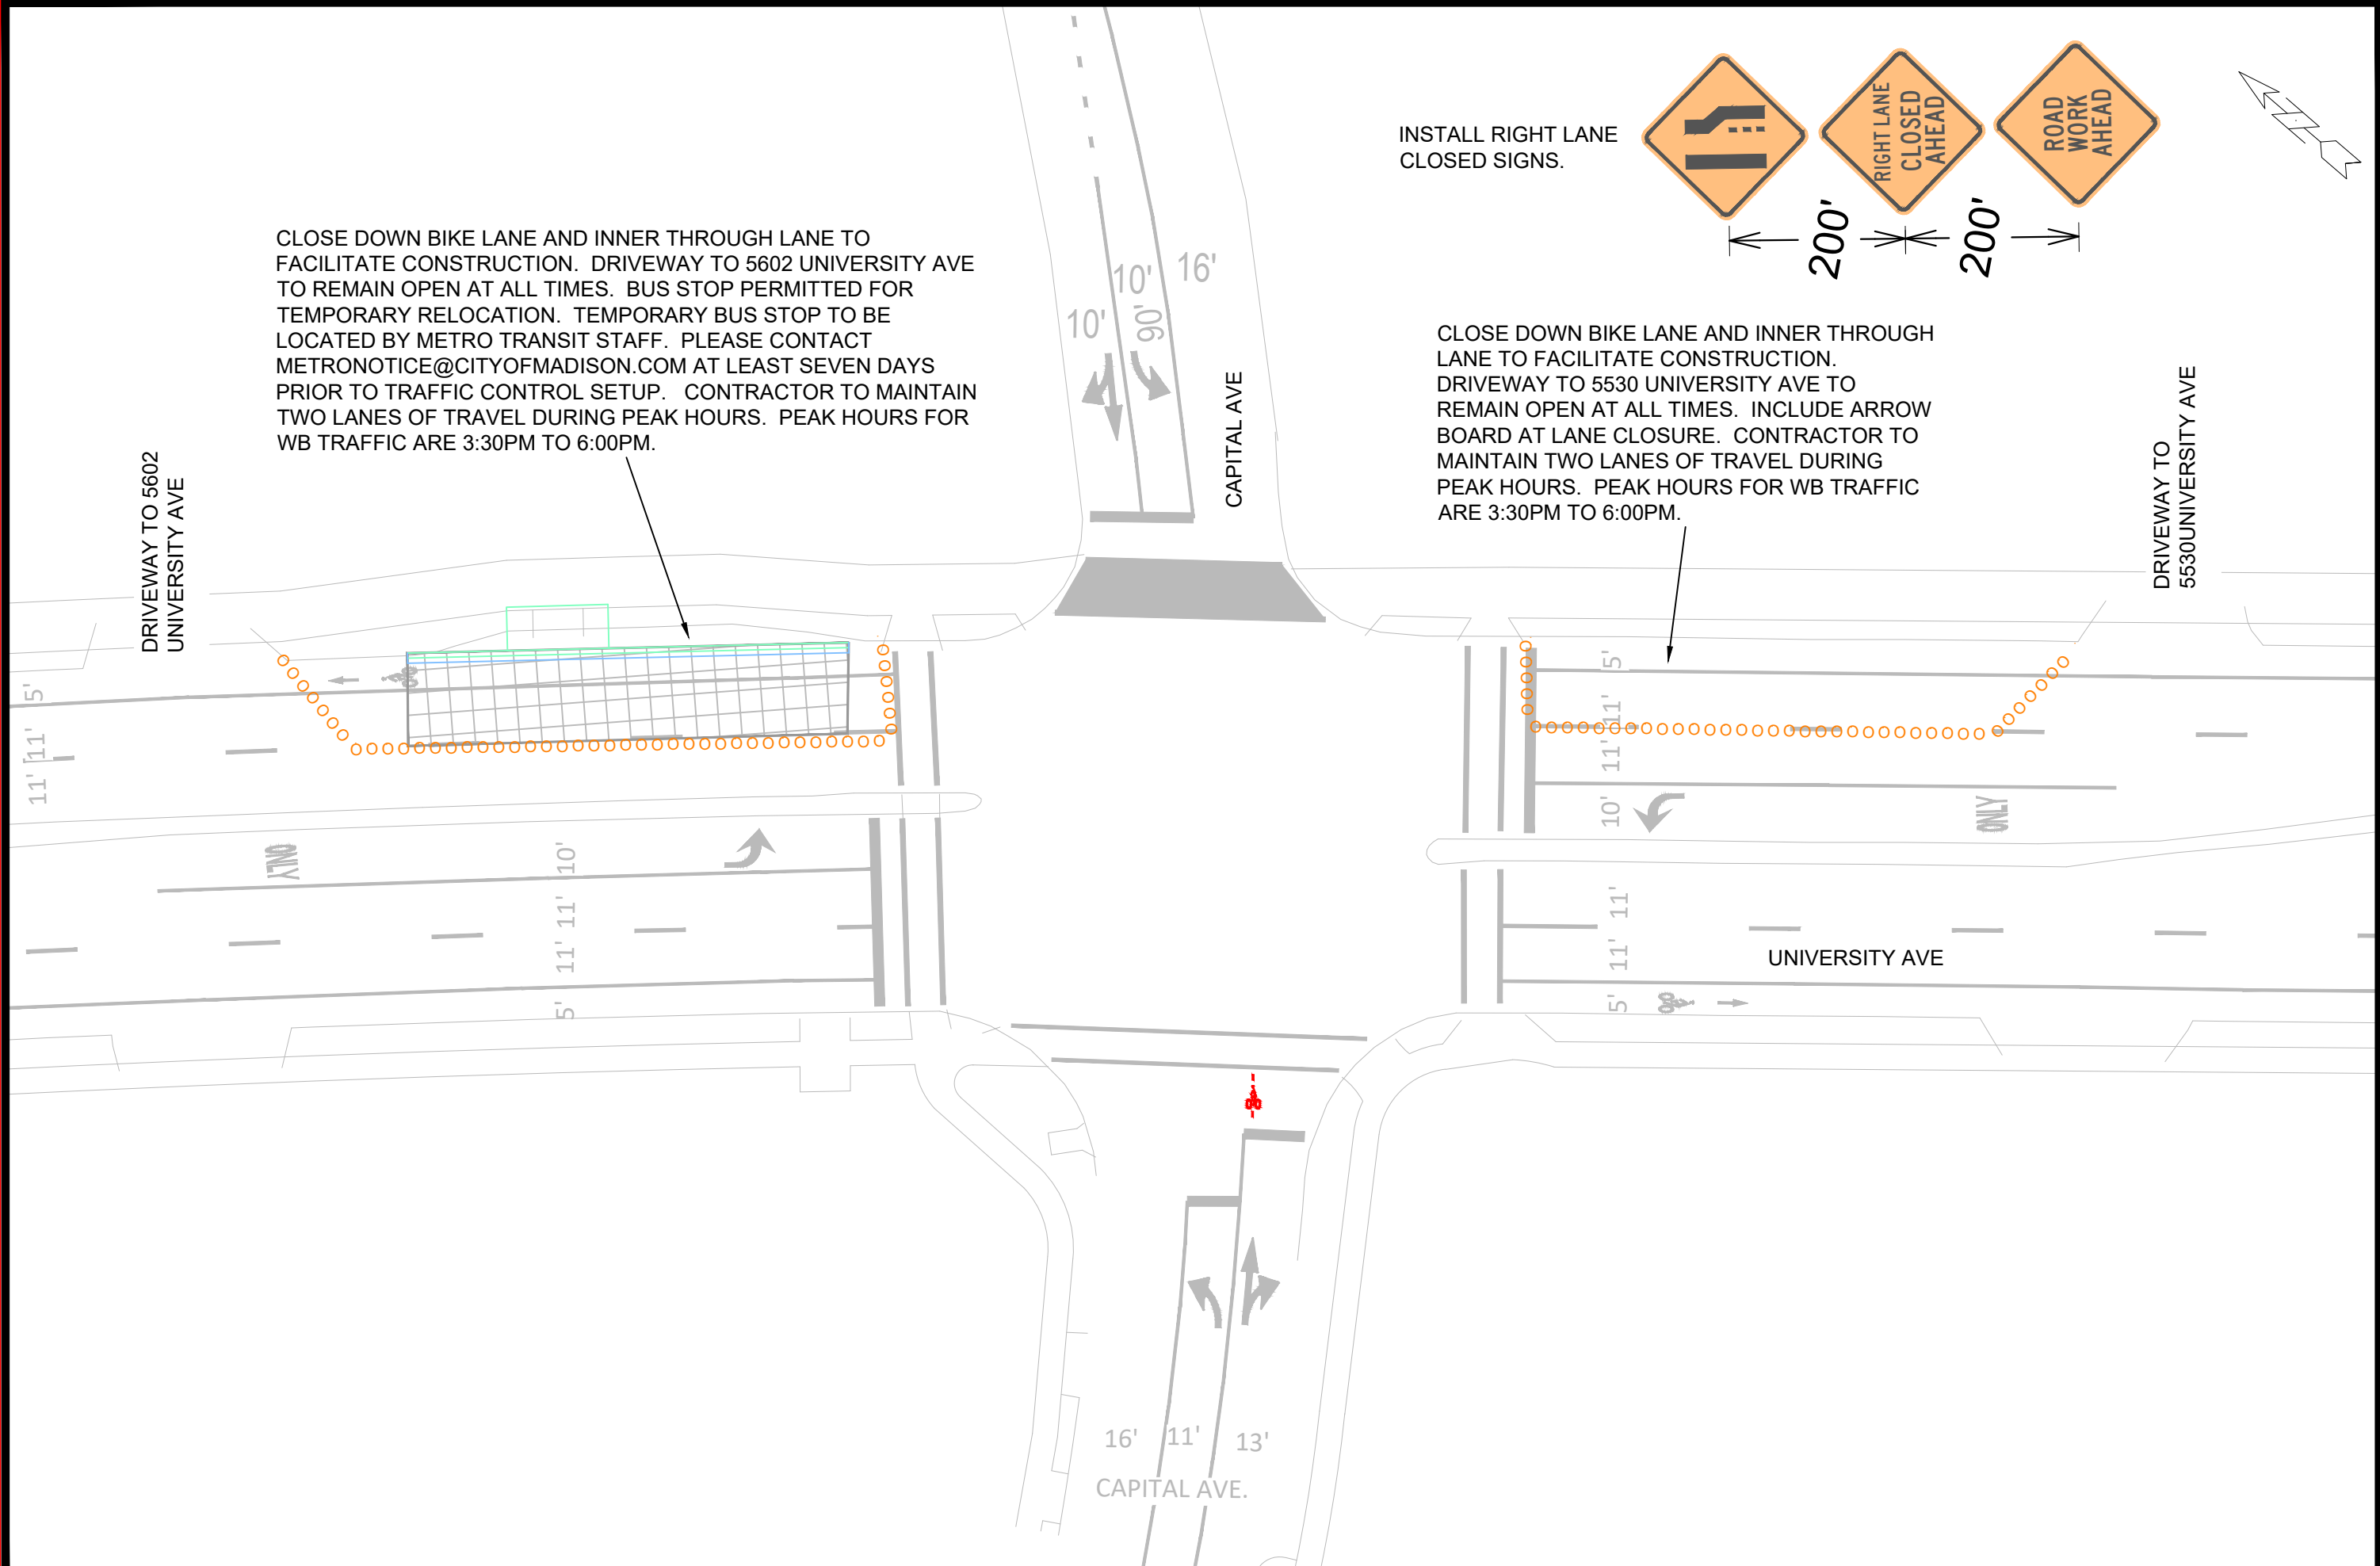 INSTALL RIGHT LANE
CLOSED SIGNS.
RIGHT LANE
CLOSED
AHEAD
ROAD
WORK
AHEAD
200'
200'
CLOSE DOWN BIKE LANE AND INNER THROUGH LANE TO
FACILITATE CONSTRUCTION.  DRIVEWAY TO 5602 UNIVERSITY AVE
TO REMAIN OPEN AT ALL TIMES.  BUS STOP PERMITTED FOR
TEMPORARY RELOCATION.  TEMPORARY BUS STOP TO BE
LOCATED BY METRO TRANSIT STAFF.  PLEASE CONTACT
METRONOTICE@CITYOFMADISON.COM AT LEAST SEVEN DAYS
PRIOR TO TRAFFIC CONTROL SETUP.   CONTRACTOR TO MAINTAIN
TWO LANES OF TRAVEL DURING PEAK HOURS.  PEAK HOURS FOR
WB TRAFFIC ARE 3:30PM TO 6:00PM.
10'
10'
16'
90'
CAPITAL AVE
CLOSE DOWN BIKE LANE AND INNER THROUGH
LANE TO FACILITATE CONSTRUCTION.
DRIVEWAY TO 5530 UNIVERSITY AVE TO
REMAIN OPEN AT ALL TIMES.  INCLUDE ARROW
BOARD AT LANE CLOSURE.  CONTRACTOR TO
MAINTAIN TWO LANES OF TRAVEL DURING
PEAK HOURS.  PEAK HOURS FOR WB TRAFFIC
ARE 3:30PM TO 6:00PM.
DRIVEWAY TO 5602
UNIVERSITY AVE
DRIVEWAY TO
5530UNIVERSITY AVE
5'
11'
11'
5'
11'
11'
10'
ONLY
ONLY
10'
11'
11'
5'
11'
11'
5'
UNIVERSITY AVE
16'
11'
13'
CAPITAL AVE.